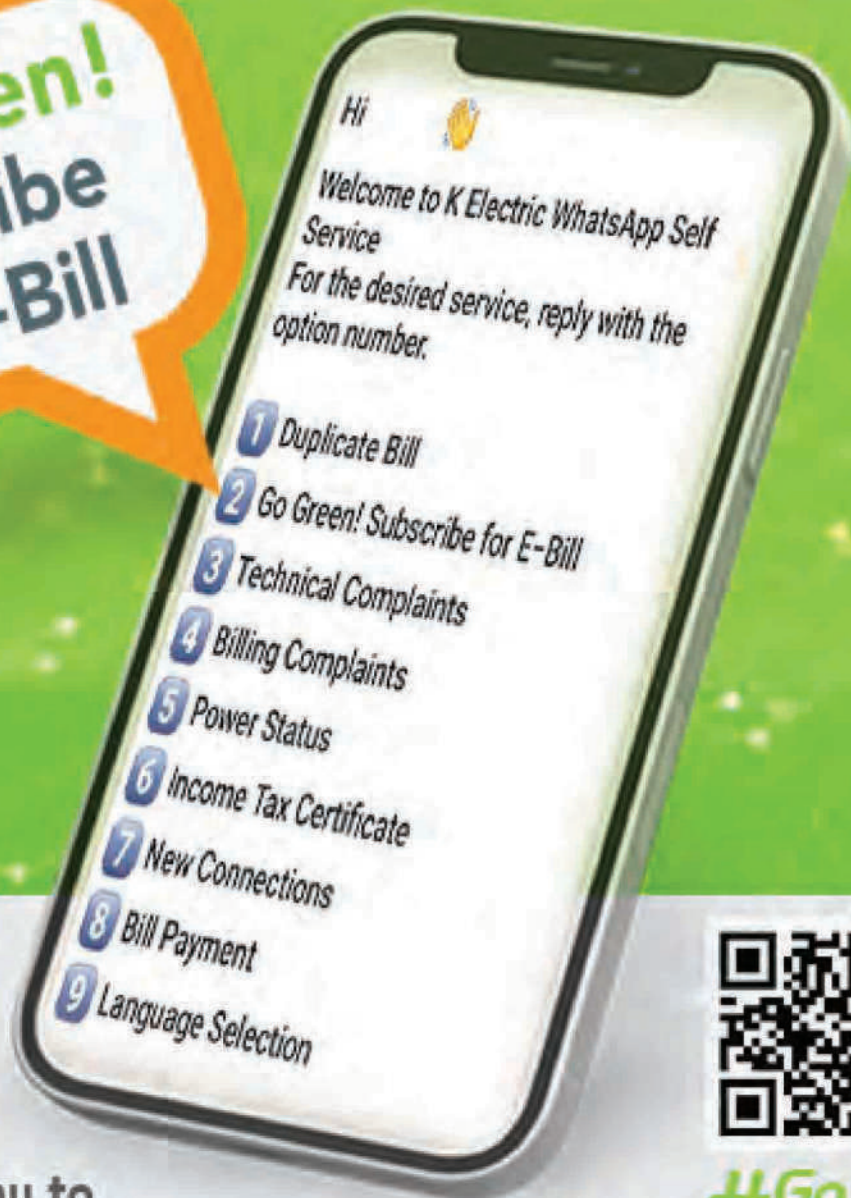 en!
ibe
-Bill
Hi
Welcome to K Electric WhatsApp Self
Service
For the desired service, reply with the
option number.
1 Duplicate Bill
2 Go Green! Subscribe for E-Bill
3 Technical Complaints
4 Billing Complaints
5 Power Status
6 Income Tax Certificate
7 New Connections
8 Bill Payment
9 Language Selection
to
#Go